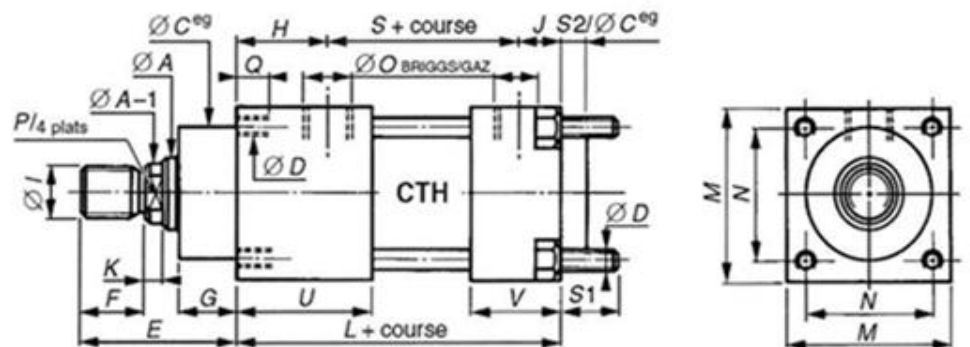 Ø C eg H S + course J S2/ Ø C eg
Ø A Q Ø O BRIGGS/GAZ
Ø A-1
P/4 plats
Ø I Ø D CTH Ø D M N
K
F G U V S1 N
E L + course M